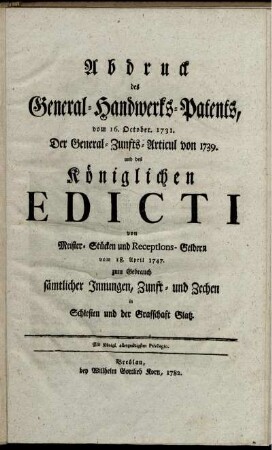 Abdruck
des
General-Handwerks-Patents,
vom 16. October. 1731.
Der General-Zunfts-Articul von 1739.
und des
Königlichen
EDICTI
von
Meister-Stücken und Receptions-Geldern
vom 18. April 1747.
zum Gebrauch
sämtlicher Innungen, Zunft- und Zechen
in
Schlesien und der Grafschaft Glatz.
Mit Königl. allergnädigstem Privilegio.
Breslau,
bey Wilhelm Gottlieb Korn, 1782.